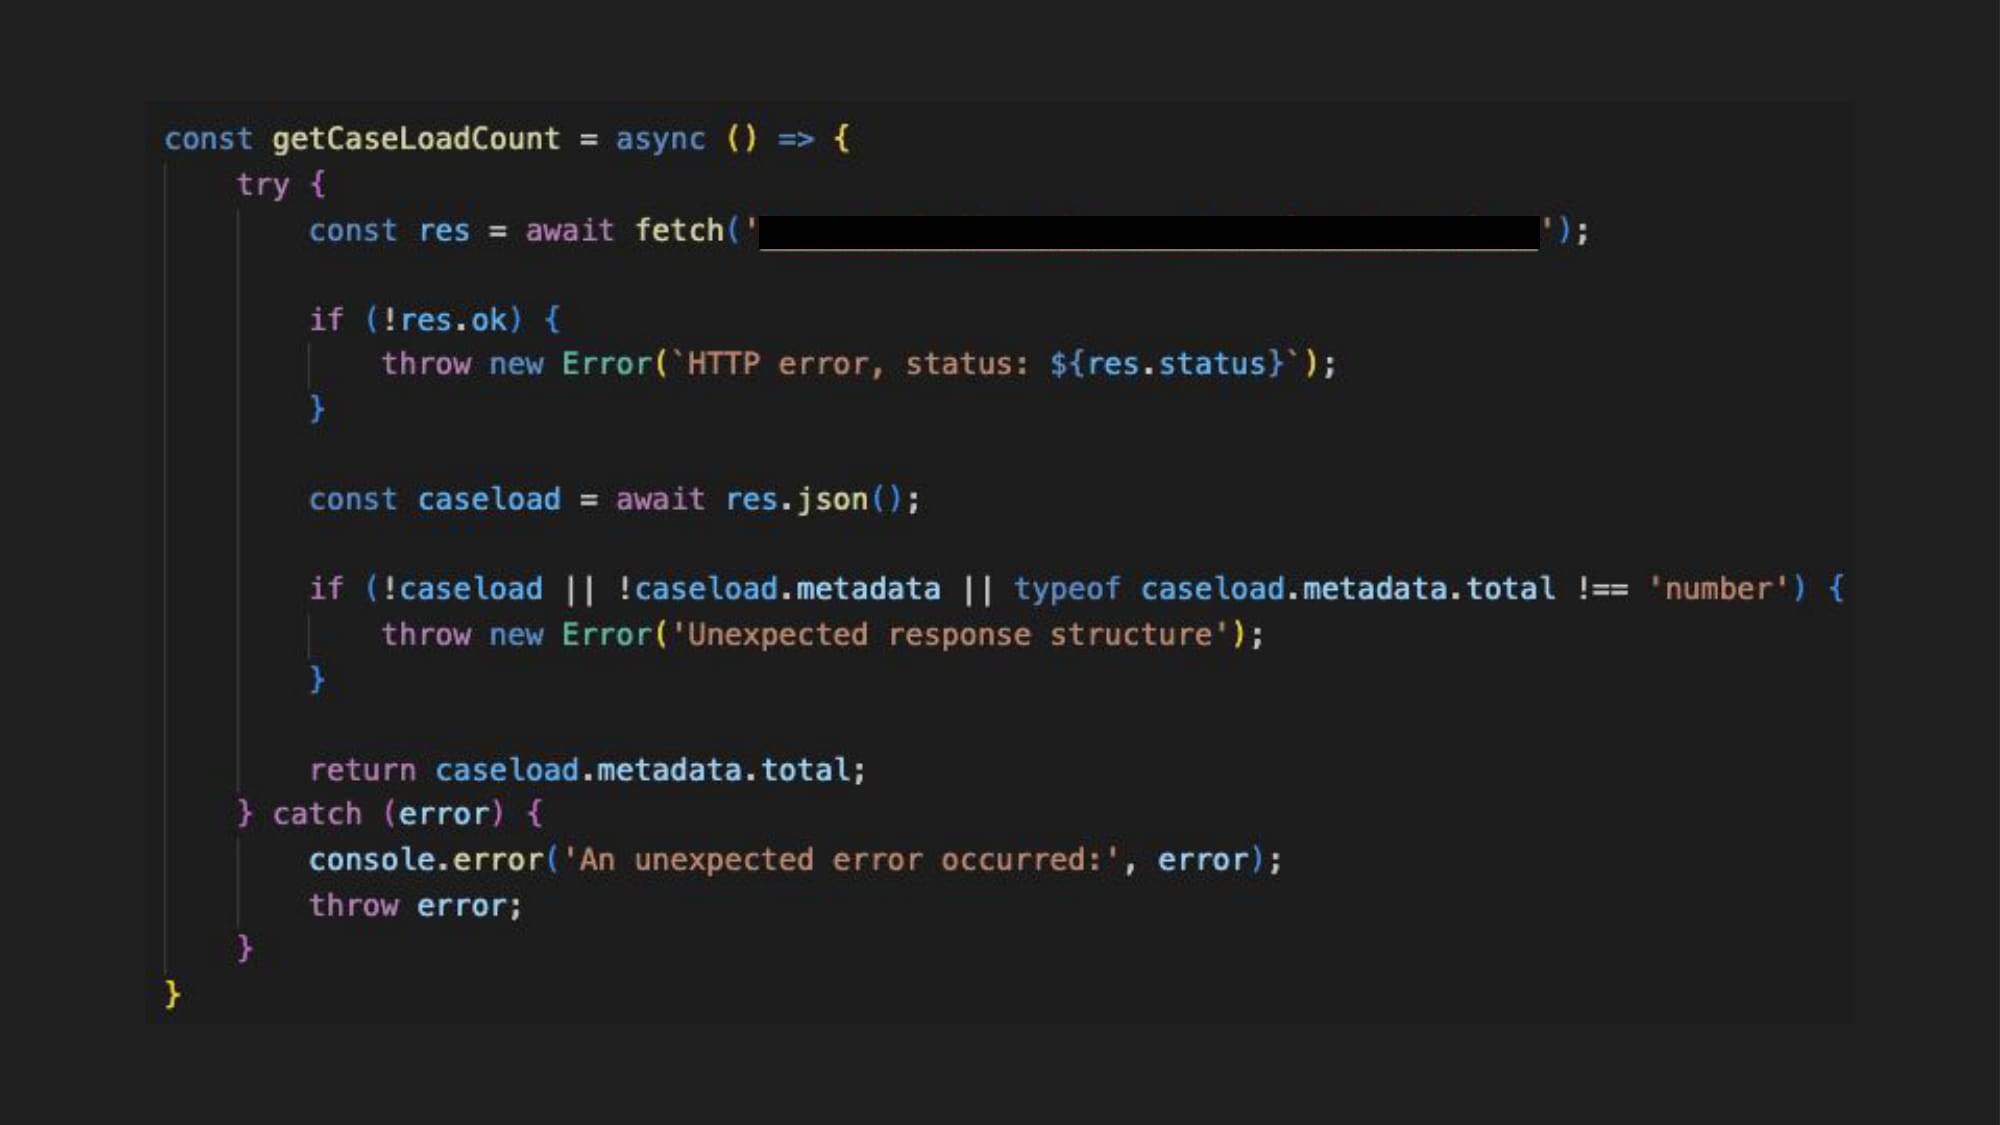 const getCaseLoadCount = async () => {
try {
const res = await fetch('');
if (!res.ok) {
throw new Error(`HTTP error, status: ${res.status}`);
}
const caseload = await res.json();
if (!caseload || !caseload.metadata || typeof caseload.metadata.total !== 'number') {
throw new Error('Unexpected response structure');
}
return caseload.metadata.total;
} catch (error) {
console.error('An unexpected error occurred:', error);
throw error;
}
}